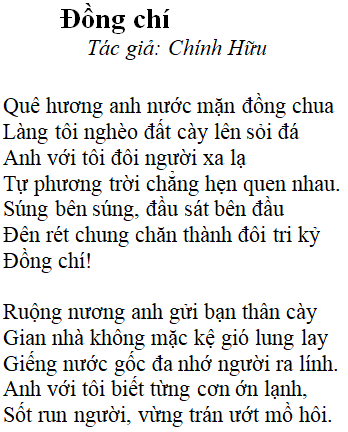 Đồng chí
Tác giả: Chính Hữu
Quê hương anh nước mặn đồng chua
Làng tôi nghèo đất cày lên sỏi đá
Anh với tôi đôi người xa lạ
Tự phương trời chẳng hẹn quen nhau.
Súng bên súng, đầu sát bên đầu
Đên rét chung chăn thành đôi tri kỷ
Đồng chí!
Ruộng nương anh gửi bạn thân cày
Gian nhà không mặc kệ gió lung lay
Giếng nước gốc đa nhớ người ra lính.
Anh với tôi biết từng cơn ớn lạnh,
Sốt run người, vừng trán ướt mồ hôi.